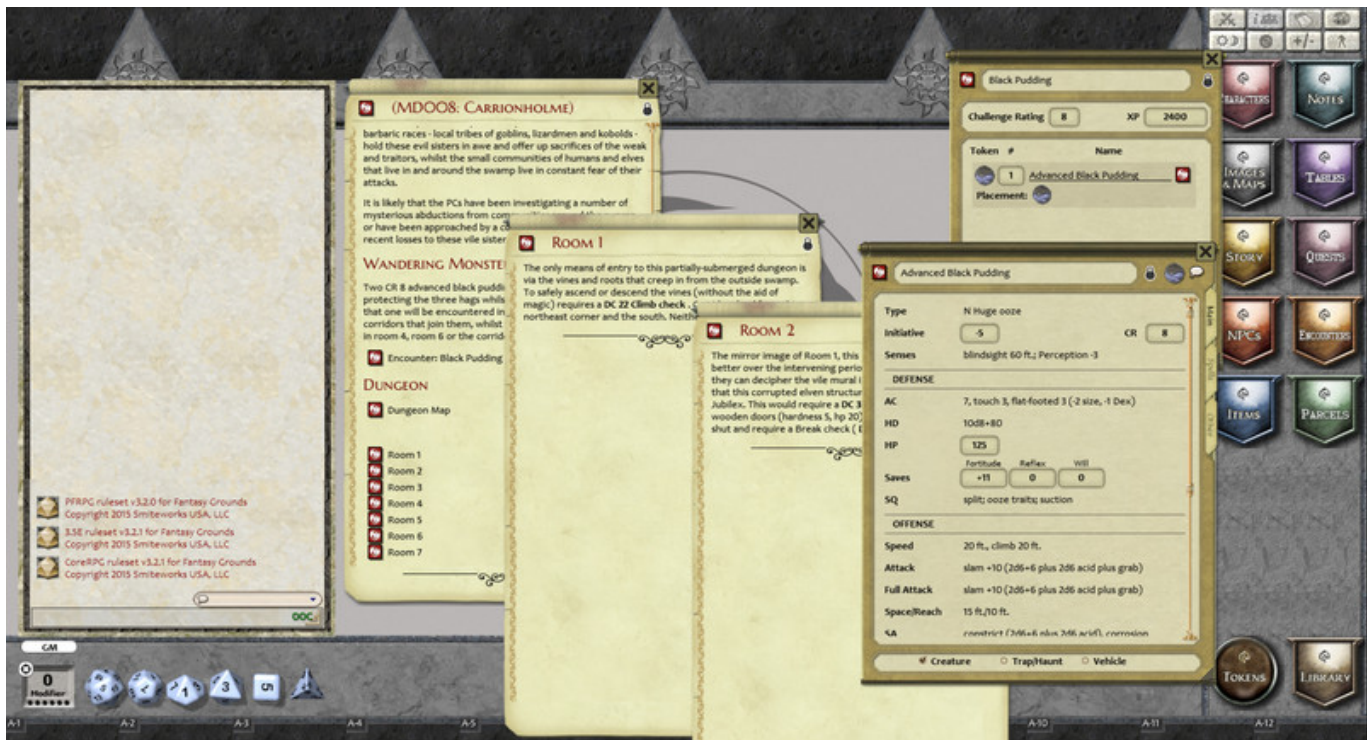 (MD008: CARRIONHOLME)
barbaric races - local tribes of goblins, lizardmen and kobolds -
hold these evil sisters in awe and offer up sacrifices of the weak
and traitors, whilst the small communities of humans and elves
that live in and around the swamp live in constant fear of their
attacks.
It is likely that the PCs have been investigating a number of
mysterious abductions from
or have been approached by a
recent losses to these vile sister
WANDERING MONSTE
Two CR 8 advanced black puddi
protecting the three hags whils
that one will be encountered in
corridors that join them, whilst
in room 4, room 6 or the corrid
Encounter: Black Pudding
DUNGEON
Dungeon Map
Room 1
Room 2
Room 3
Room 4
Room 5
Room 6
Room 7
PFRPG ruleset v3.2.0 for Fantasy Grounds
Copyright 2015 Smiteworks USA, LLC
3.5E ruleset v3.2.1 for Fantasy Grounds
Copyright 2015 Smiteworks USA, LLC
CoreRPG ruleset v3.2.1 for Fantasy Grounds
Copyright 2015 Smiteworks USA, LLC
OOC
GM
0
Modifier
1
3
5
ROOM 1
The only means of entry to this partially-submerged dungeon is
via the vines and roots that creep in from the outside swamp.
To safely ascend or descend the vines (without the aid of
magic) requires a DC 22 Climb check .
northeast corner and the south. Neith
ROOM 2
The mirror image of Room 1, this
better over the intervening perio
they can decipher the vile mural i
that this corrupted elven structur
Jubilex. This would require a DC 3
wooden doors (hardness 5, hp 20)
shut and require a Break check (
Black Pudding
Challenge Rating 8 XP 2400
Token # Name
1 Advanced Black Pudding
Placement:
Advanced Black Pudding
Type N Huge ooze
Initiative -5 CR 8
Senses blindsight 60 ft.; Perception -3
DEFENSE
AC 7, touch 3, flat-footed 3 (-2 size, -1 Dex)
HD 10d8+80
HP 125
Fortitude Reflex Will
Saves +11 0 0
SQ split; ooze traits; suction
OFFENSE
Speed 20 ft., climb 20 ft.
Attack slam +10 (2d6+6 plus 2d6 acid plus grab)
Full Attack slam +10 (2d6+6 plus 2d6 acid plus grab)
Space/Reach 15 ft./10 ft.
SA constrict (2d6+6 plus 2d6 acid), corrosion
Creature Trap/Haunt Vehicle
Main
Spells
Other
+/-
CHARACTERS
NOTES
IMAGES
& MAPS
TABLES
STORY
QUESTS
NPCS
ENCOUNTERS
ITEMS
PARCELS
TOKENS
LIBRARY
A-1 A-2 A-3 A-4 A-5 A-10 A-11 A-12